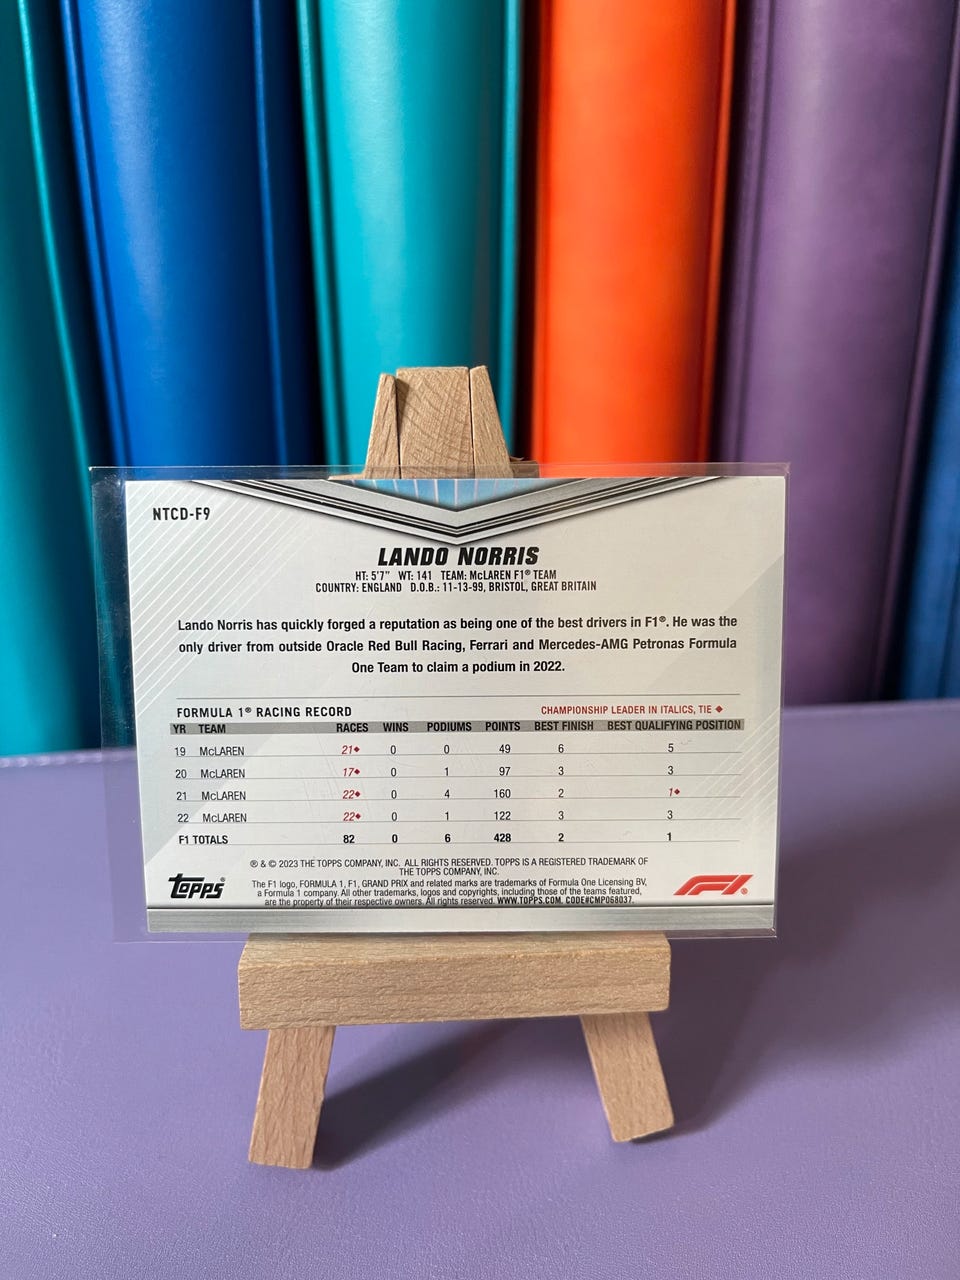 NTCD-F9
LANDO NORRIS
HT: 5'7" WT: 141 TEAM: McLAREN F1® TEAM
COUNTRY: ENGLAND D.O.B.: 11-13-99, BRISTOL, GREAT BRITAIN
Lando Norris has quickly forged a reputation as being one of the best drivers in F1®. He was the
only driver from outside Oracle Red Bull Racing, Ferrari and Mercedes-AMG Petronas Formula
One Team to claim a podium in 2022.
FORMULA 1® RACING RECORD CHAMPIONSHIP LEADER IN ITALICS, TIE ◆
YR TEAM RACES WINS PODIUMS POINTS BEST FINISH BEST QUALIFYING POSITION
19 McLAREN 21◆ 0 0 49 6 5
20 McLAREN 17◆ 0 1 97 3 3
21 McLAREN 22◆ 0 4 160 2 1◆
22 McLAREN 22◆ 0 1 122 3 3
F1 TOTALS 82 0 6 428 2 1
® & © 2023 THE TOPPS COMPANY, INC. ALL RIGHTS RESERVED. TOPPS IS A REGISTERED TRADEMARK OF
THE TOPPS COMPANY, INC.
The F1 logo, FORMULA 1, F1, GRAND PRIX and related marks are trademarks of Formula One Licensing BV,
a Formula 1 company. All other trademarks, logos and copyrights, including those of the teams featured,
are the property of their respective owners. All rights reserved. WWW.TOPPS.COM. CODE#CMP068037.
Topps®
F1®